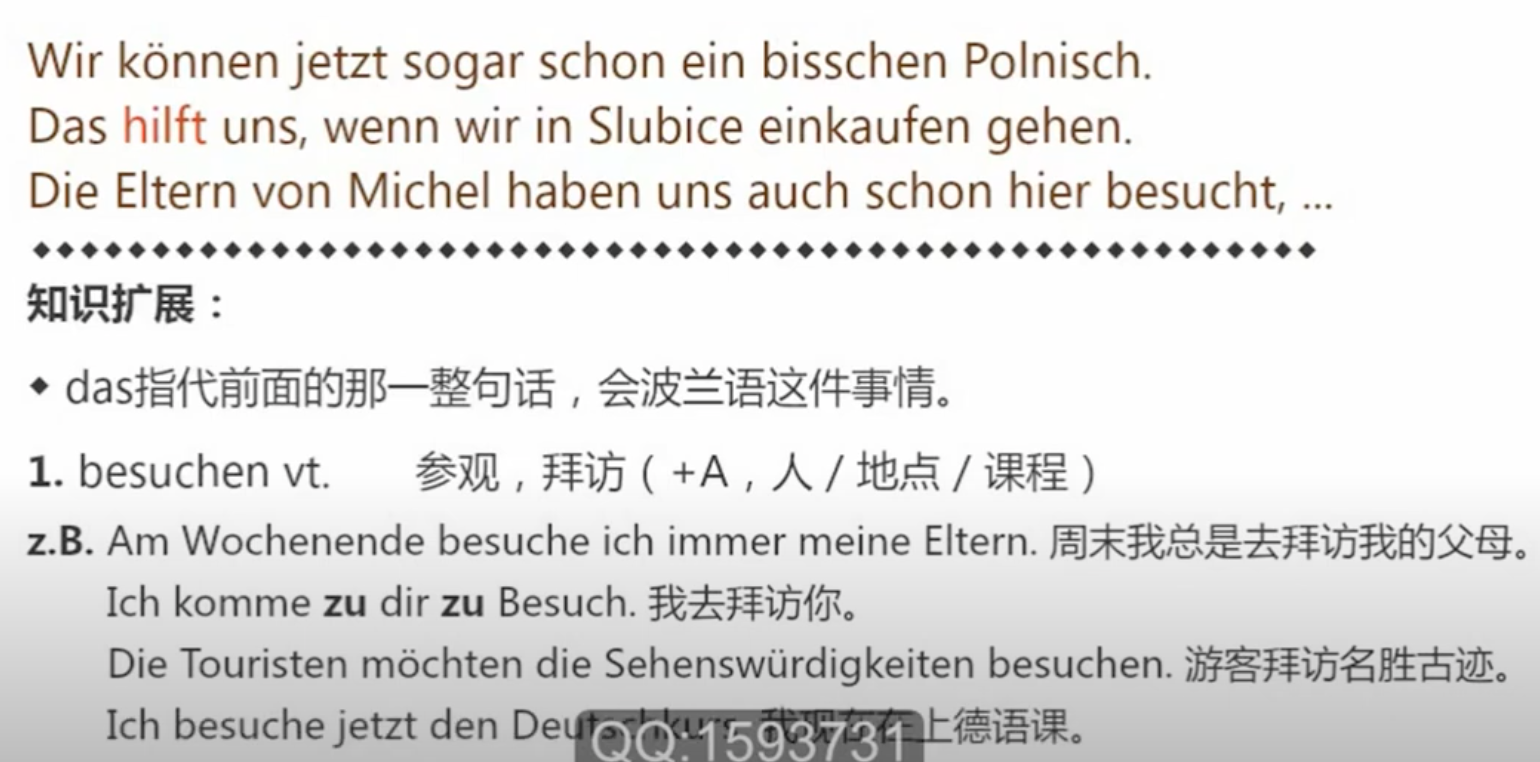 Wir können jetzt sogar schon ein bisschen Polnisch.
Das hilft uns, wenn wir in Slubice einkaufen gehen.
Die Eltern von Michel haben uns auch schon hier besucht, ...
知识扩展：
◆ das指代前面的那一整句话，会波兰语这件事情。
1. besuchen vt. 参观，拜访（+A，人 / 地点 / 课程）
z.B. Am Wochenende besuche ich immer meine Eltern. 周末我总是去拜访我的父母。
Ich komme zu dir zu Besuch. 我去拜访你。
Die Touristen möchten die Sehenswürdigkeiten besuchen. 游客拜访名胜古迹。
Ich besuche jetzt den Deutschkurs. 我现在在上德语课。
QQ:1593731